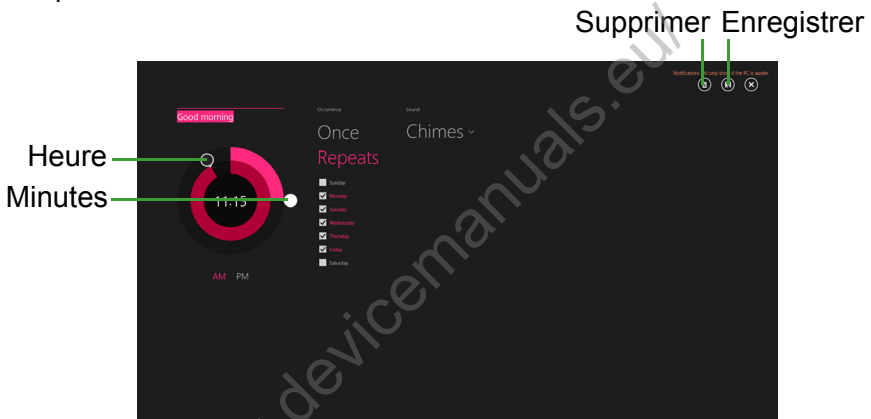 Supprimer Enregistrer
Notifications will only show if the PC is awake.
Good morning
Occurrence
Sound
Once
Chimes
Repeats
Heure
Minutes
11:15
Sunday
Monday
Tuesday
Wednesday
Thursday
Friday
Saturday
AM PM
devicemanuals.eu/